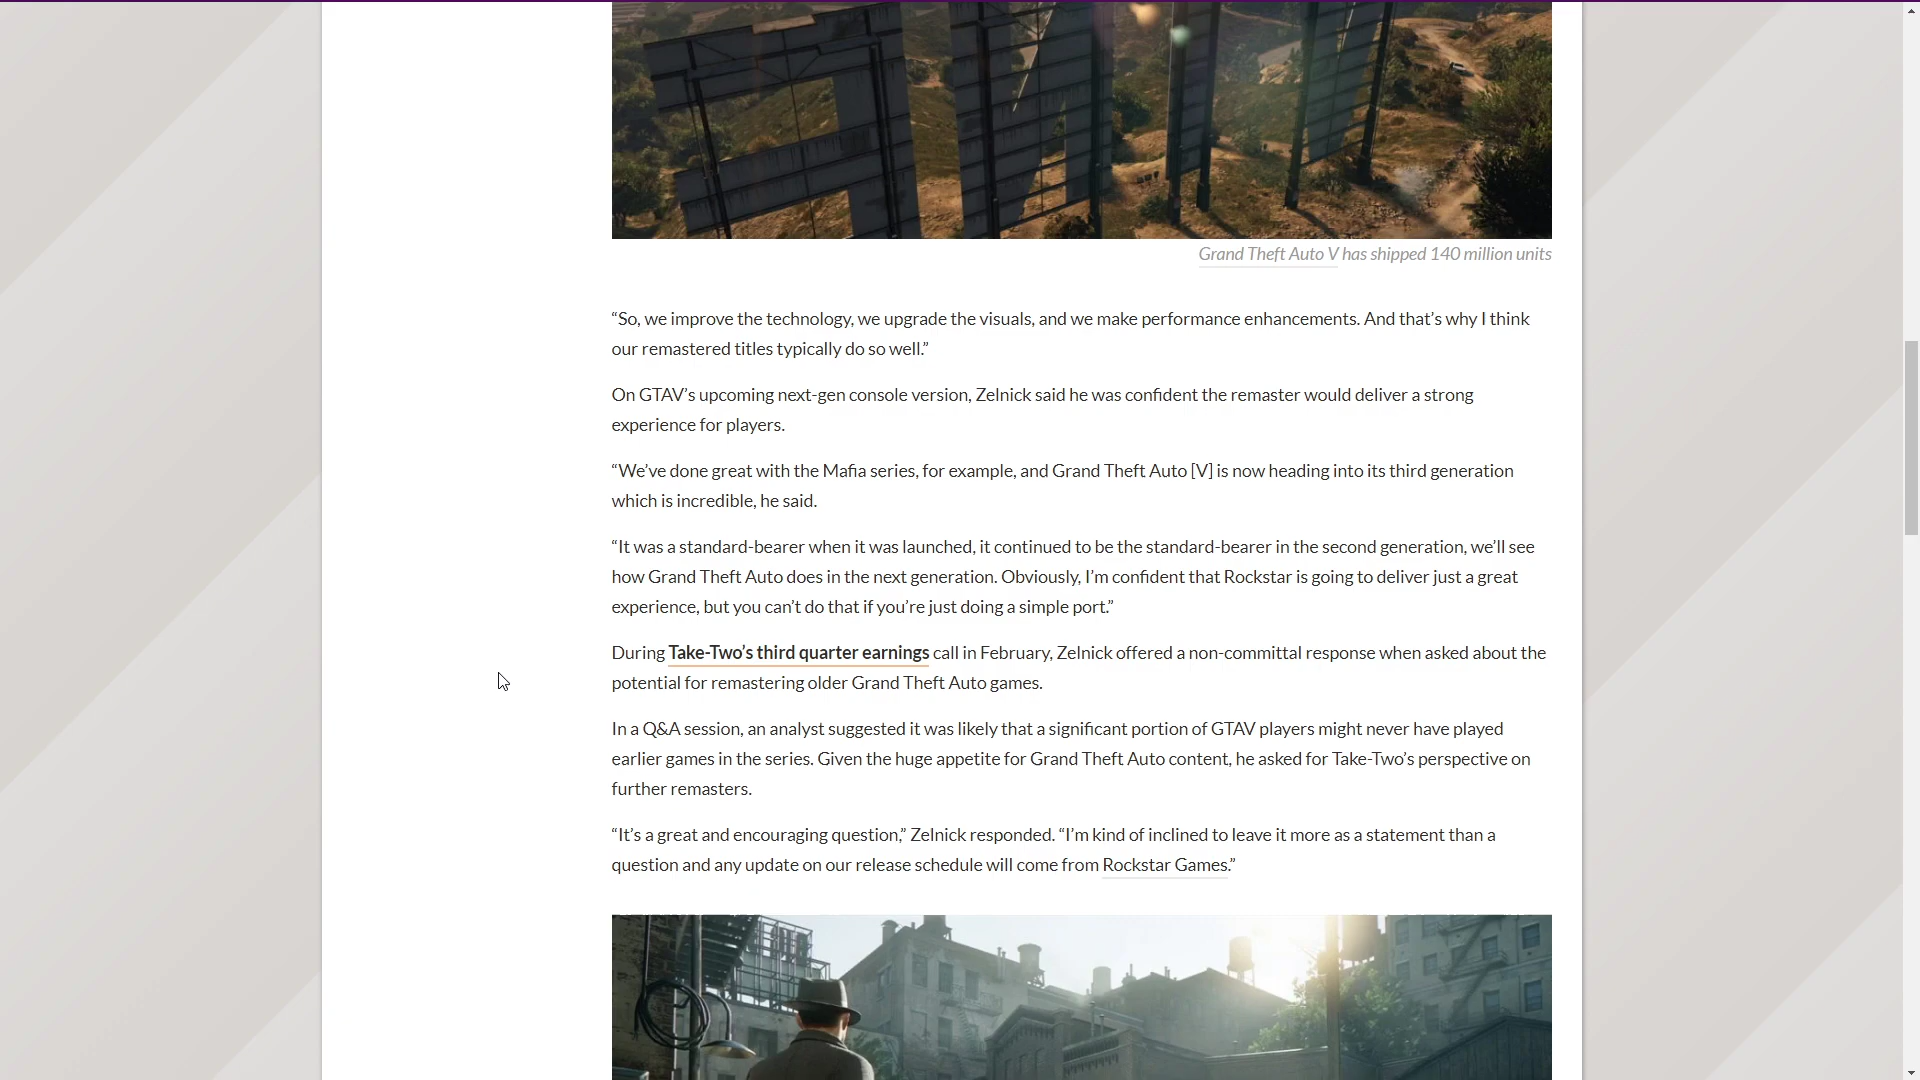 Grand Theft Auto V has shipped 140 million units
“So, we improve the technology, we upgrade the visuals, and we make performance enhancements. And that’s why I think
our remastered titles typically do so well.”
On GTAV’s upcoming next-gen console version, Zelnick said he was confident the remaster would deliver a strong
experience for players.
“We’ve done great with the Mafia series, for example, and Grand Theft Auto [V] is now heading into its third generation
which is incredible, he said.
“It was a standard-bearer when it was launched, it continued to be the standard-bearer in the second generation, we’ll see
how Grand Theft Auto does in the next generation. Obviously, I’m confident that Rockstar is going to deliver just a great
experience, but you can’t do that if you’re just doing a simple port.”
During Take-Two’s third quarter earnings call in February, Zelnick offered a non-committal response when asked about the
potential for remastering older Grand Theft Auto games.
In a Q&A session, an analyst suggested it was likely that a significant portion of GTAV players might never have played
earlier games in the series. Given the huge appetite for Grand Theft Auto content, he asked for Take-Two’s perspective on
further remasters.
“It’s a great and encouraging question,” Zelnick responded. “I’m kind of inclined to leave it more as a statement than a
question and any update on our release schedule will come from Rockstar Games.”